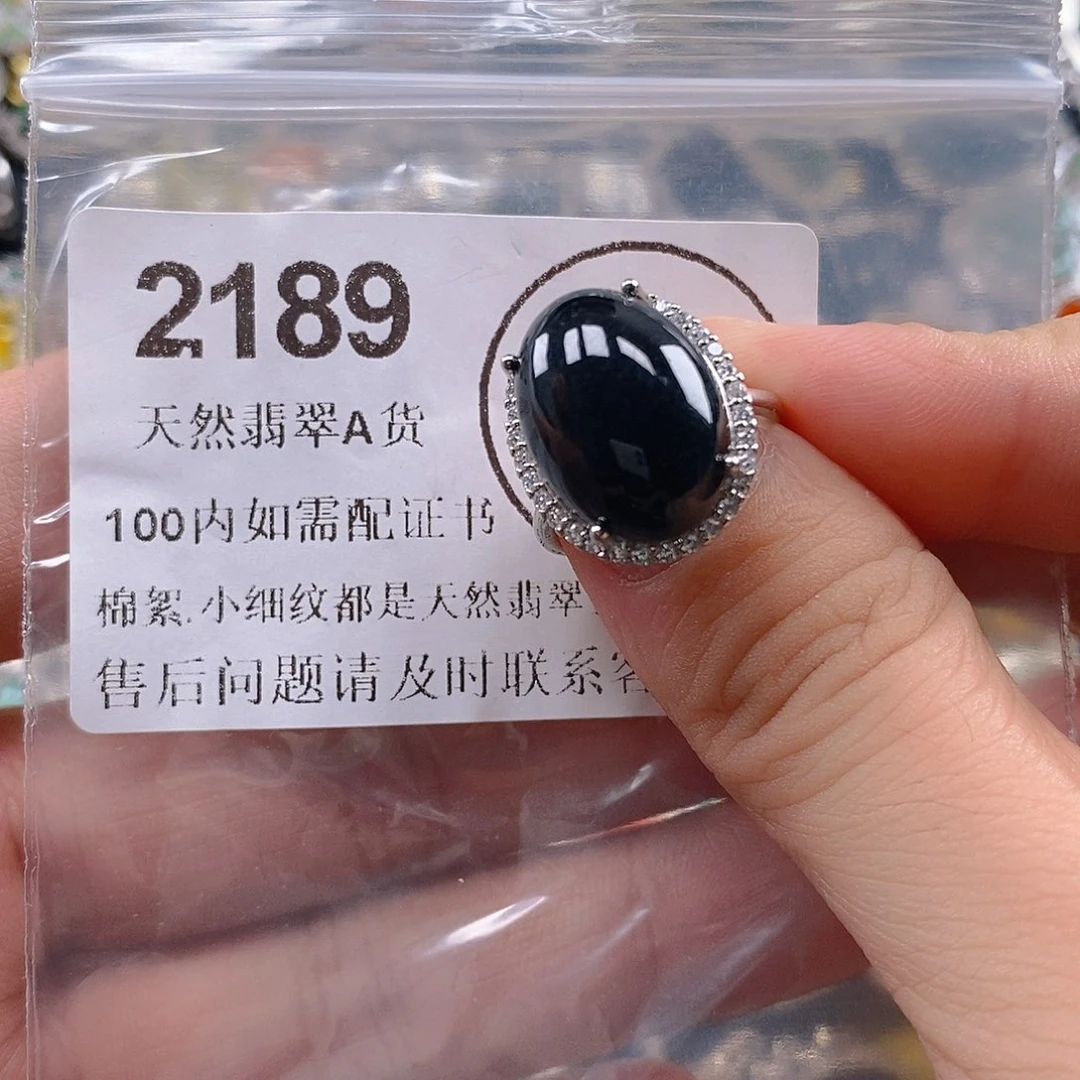 2189
天然翡翠A货
100内如需配证书
棉絮.小细纹都是天然翡翠
售后问题请及时联系客